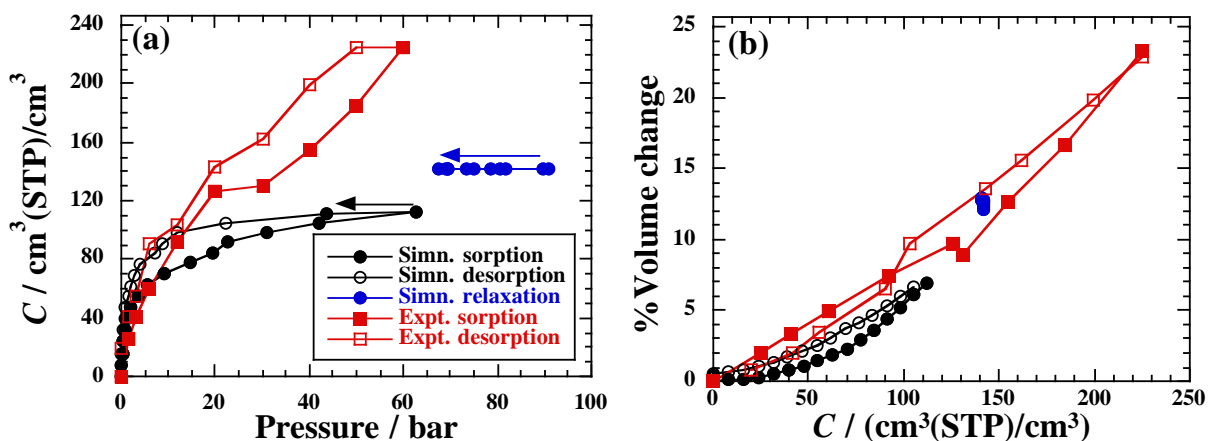 (a)
C / cm³(STP)/cm³
240
200
160
120
80
40
0
0 20 40 60 80 100
Pressure / bar
Simn. sorption
Simn. desorption
Simn. relaxation
Expt. sorption
Expt. desorption
(b)
% Volume change
25
20
15
10
5
0
0 50 100 150 200 250
C / (cm³(STP)/cm³)